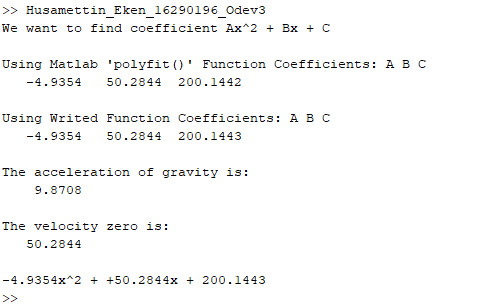 >> Husamettin_Eken_16290196_Odev3
We want to find coefficient Ax^2 + Bx + C
Using Matlab 'polyfit()' Function Coefficients: A B C
-4.9354 50.2844 200.1442
Using Writed Function Coefficients: A B C
-4.9354 50.2844 200.1443
The acceleration of gravity is:
9.8708
The velocity zero is:
50.2844
-4.9354x^2 + +50.2844x + 200.1443
>>